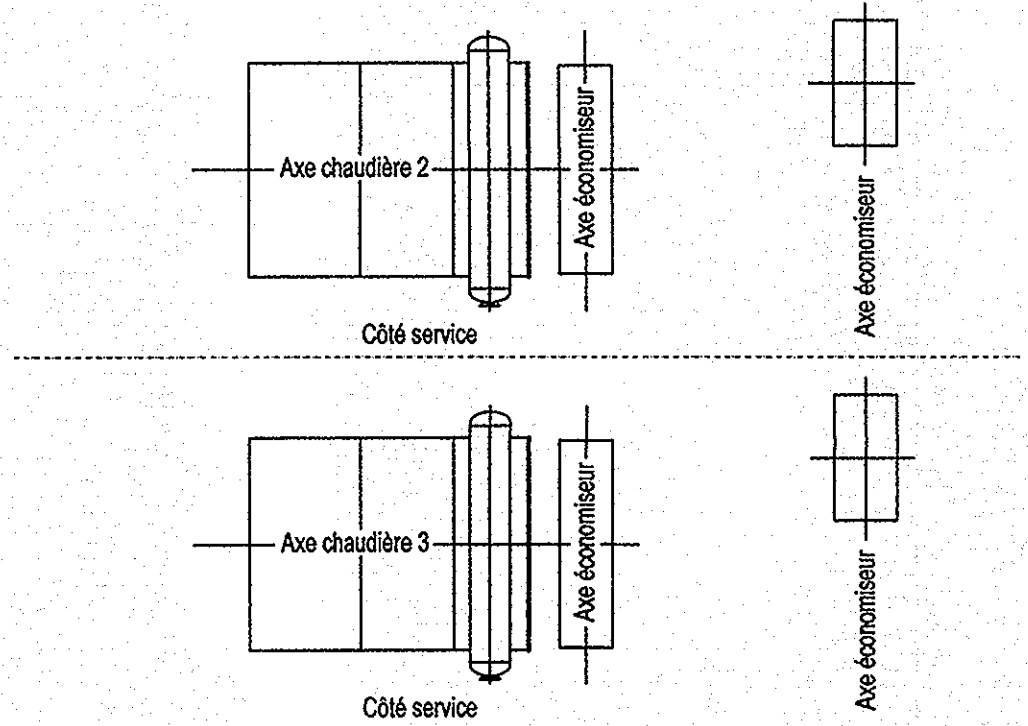 Axe chaudière 2
Axe économiseur
Axe économiseur
Côté service
Axe chaudière 3
Axe économiseur
Axe économiseur
Côté service